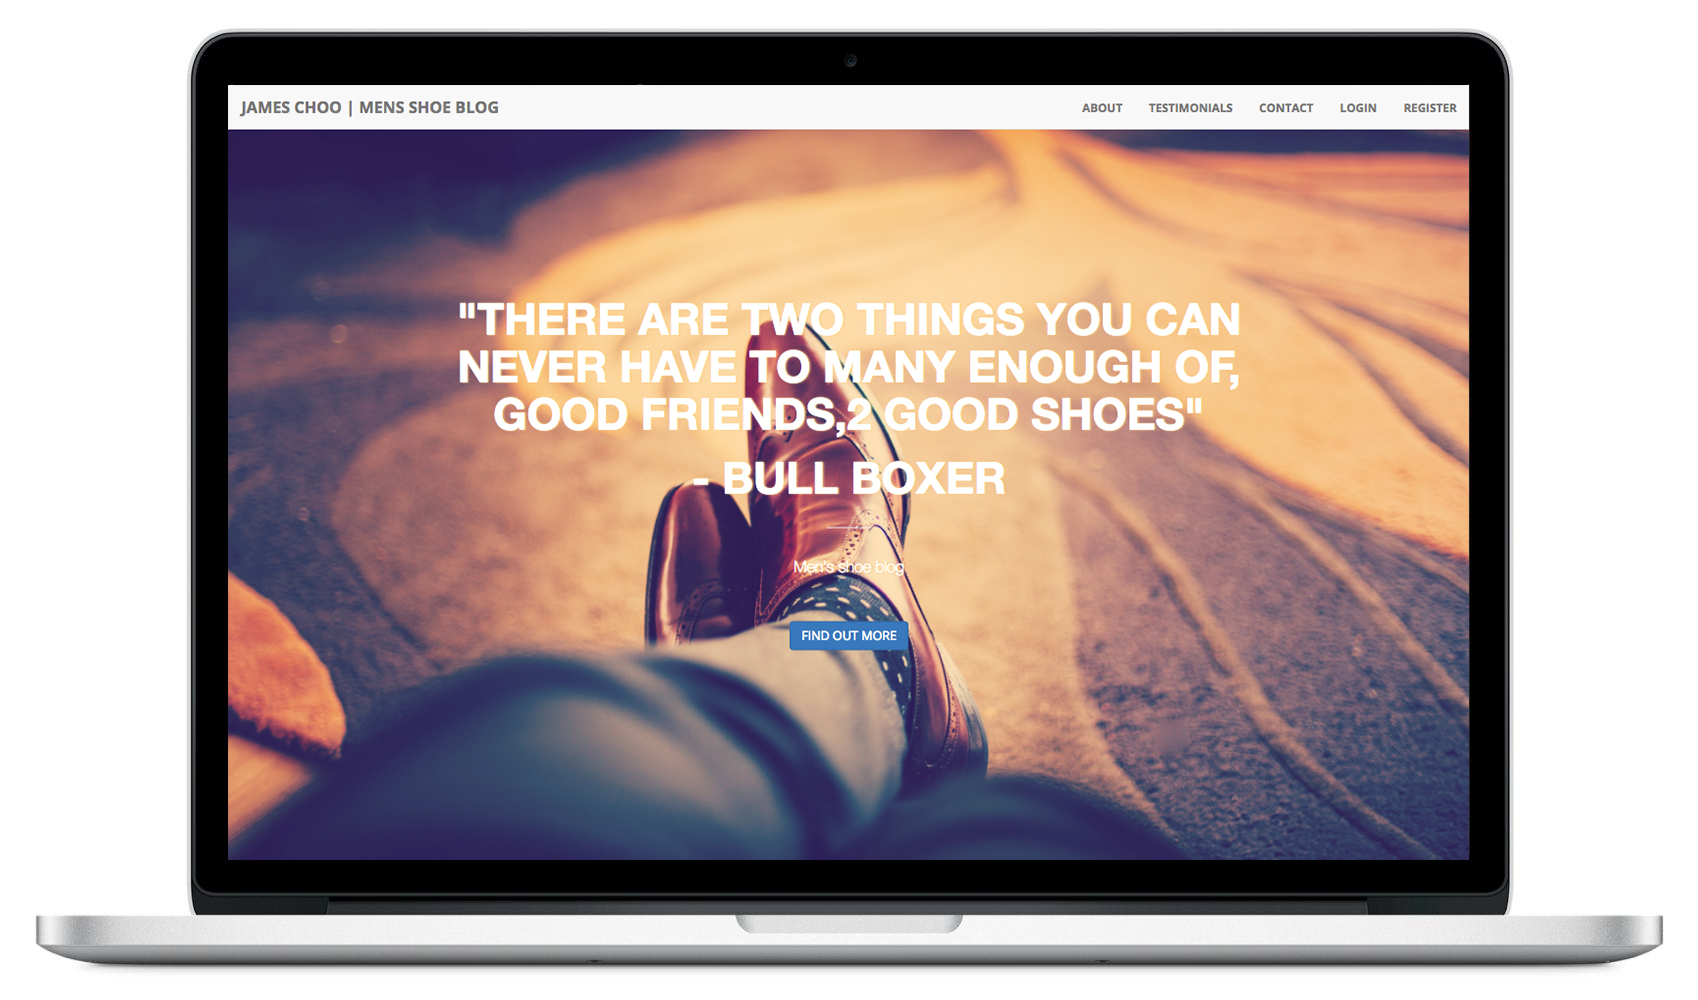 JAMES CHOO | MENS SHOE BLOG
ABOUT TESTIMONIALS CONTACT LOGIN REGISTER
"THERE ARE TWO THINGS YOU CAN
NEVER HAVE TO MANY ENOUGH OF,
GOOD FRIENDS,2 GOOD SHOES"
- BULL BOXER
Men's shoe blog
FIND OUT MORE